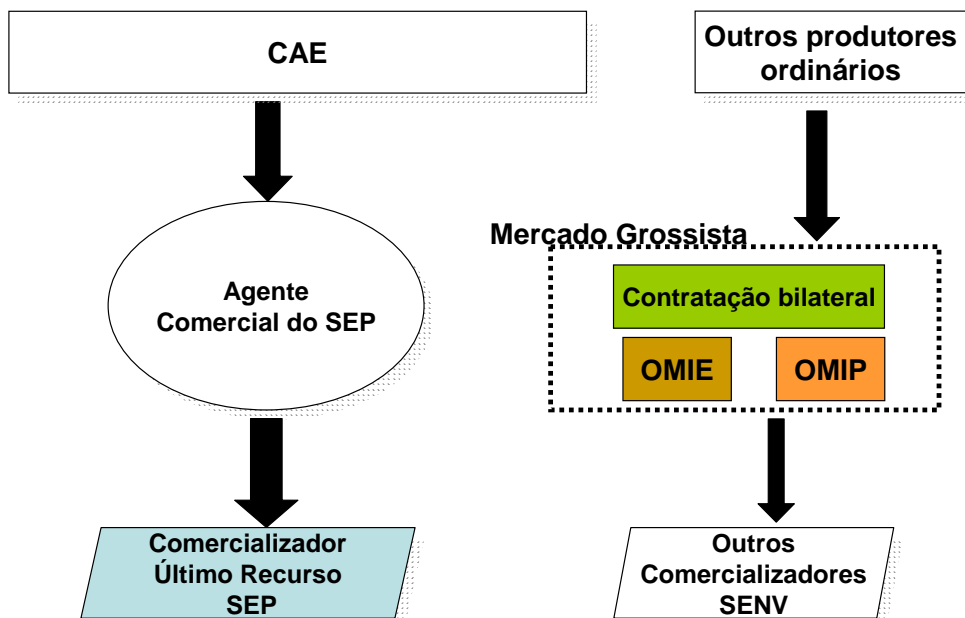 CAE
Outros produtores
ordinários
Agente
Comercial do SEP
Mercado Grossista
Contratação bilateral
OMIE
OMIP
Comercializador
Último Recurso
SEP
Outros
Comercializadores
SENV